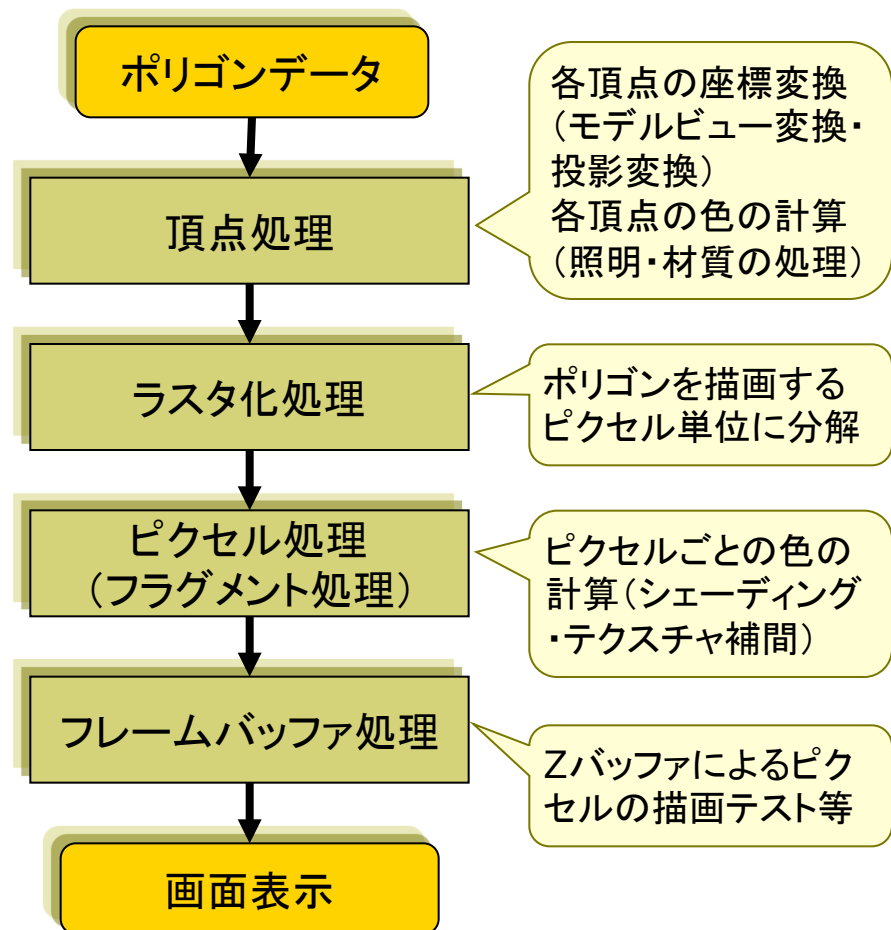 ポリゴンデータ
各頂点の座標変換
（モデルビュー変換・
投影変換）
各頂点の色の計算
（照明・材質の処理）
頂点処理
ラスタ化処理
ポリゴンを描画する
ピクセル単位に分解
ピクセル処理
（フラグメント処理）
ピクセルごとの色の
計算（シェーディング
・テクスチャ補間）
フレームバッファ処理
Ｚバッファによるピク
セルの描画テスト等
画面表示